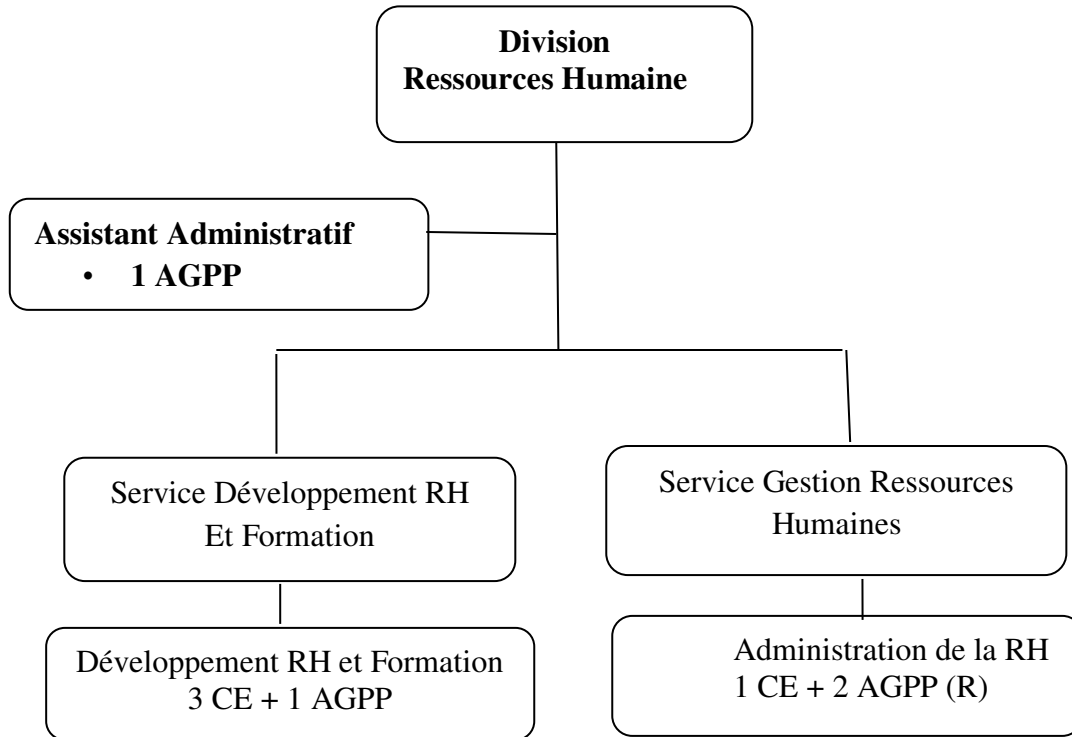 Division
Ressources Humaine
Assistant Administratif
• 1 AGPP
Service Développement RH
Et Formation
Service Gestion Ressources
Humaines
Développement RH et Formation
3 CE + 1 AGPP
Administration de la RH
1 CE + 2 AGPP (R)